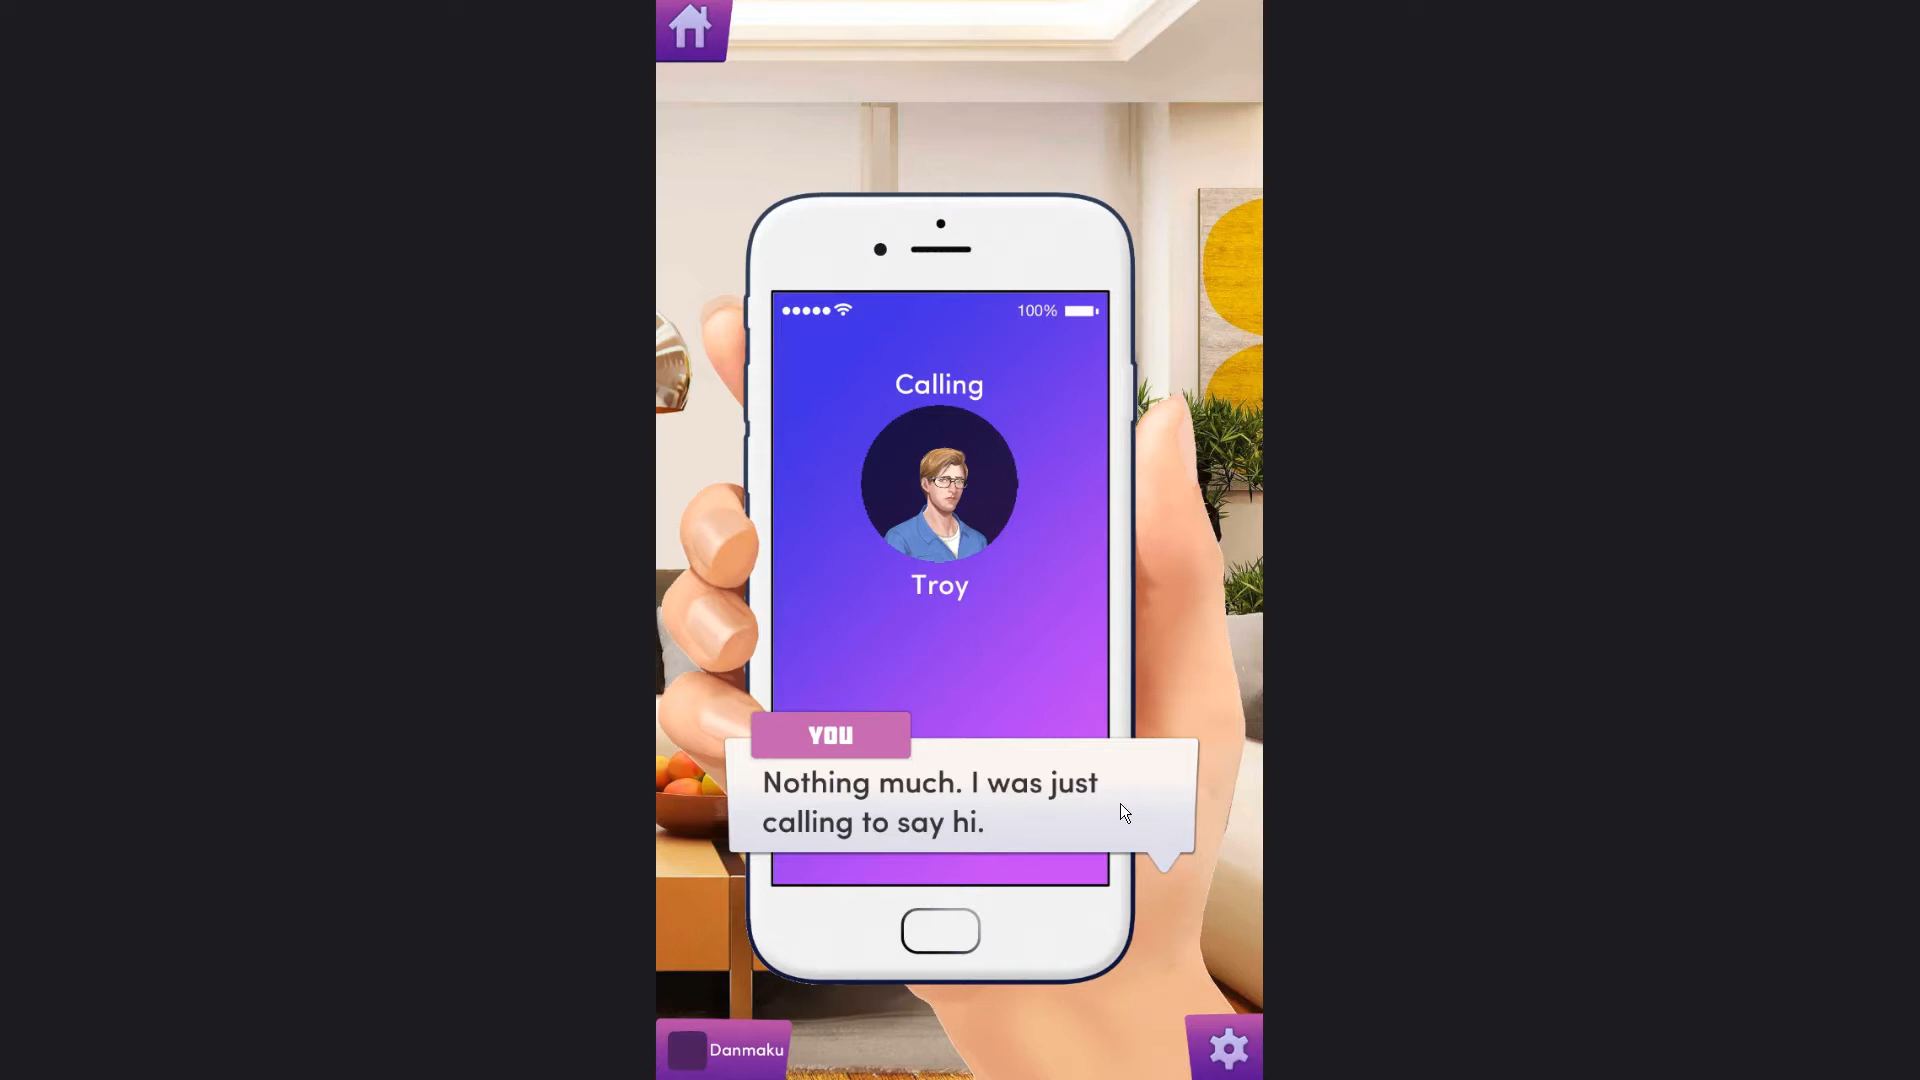 100%
Calling
Troy
YOU
Nothing much. I was just
calling to say hi.
Danmaku